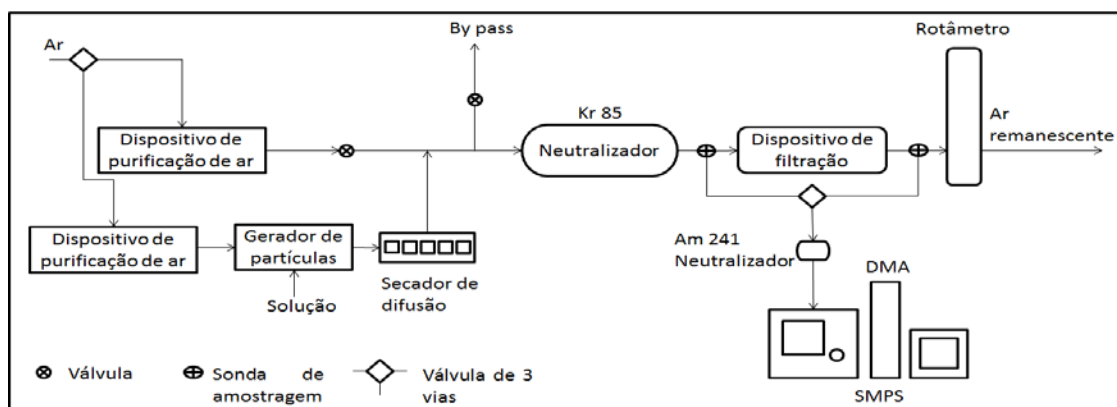 Ar
By pass
Rotâmetro
Kr 85
Dispositivo de
purificação de ar
Neutralizador
Dispositivo de
filtração
Ar
remanescente
Dispositivo de
purificação de ar
Gerador de
partículas
Solução
Secador de
difusão
Am 241
Neutralizador
DMA
SMPS
Válvula
Sonda de
amostragem
Válvula de 3
vias